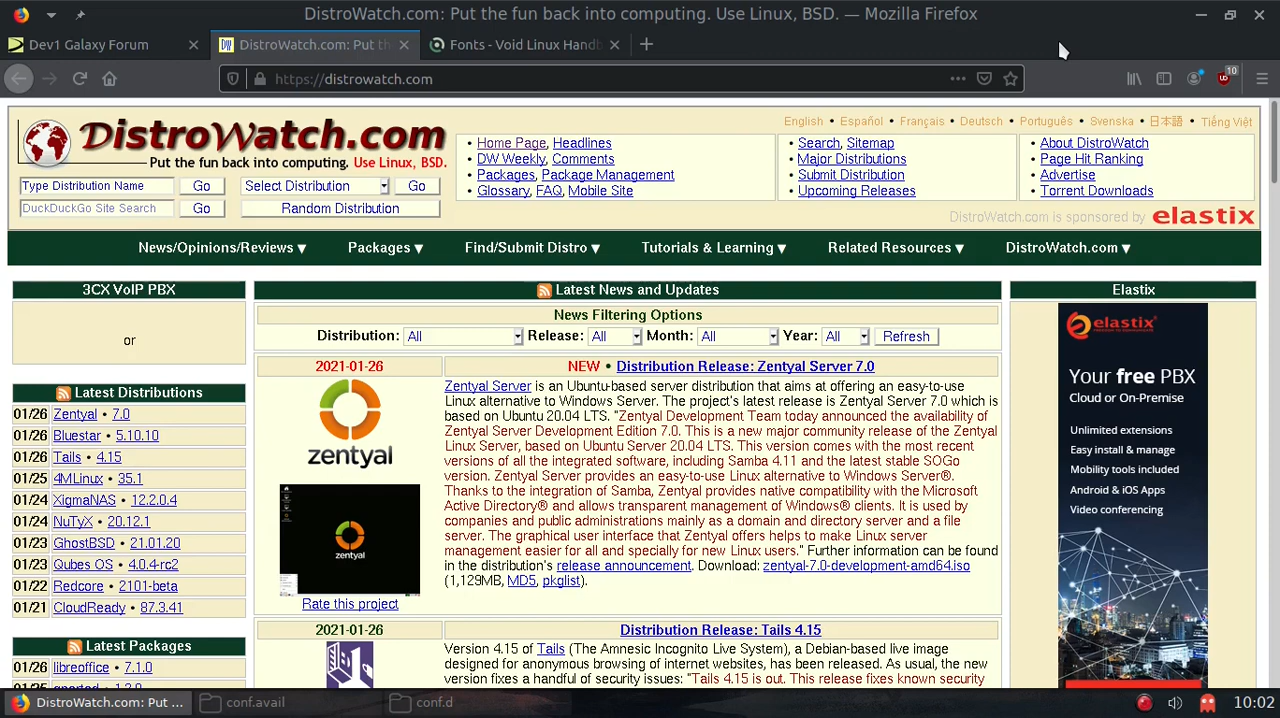 DistroWatch.com: Put the fun back into computing. Use Linux, BSD. — Mozilla Firefox
Dev1 Galaxy Forum
DistroWatch.com: Put th
Fonts - Void Linux Handb
https://distrowatch.com
10
DistroWatch.com
Put the fun back into computing. Use Linux, BSD.
English • Español • Français • Deutsch • Português • Svenska • 日本語 • Tiếng Việt
• Home Page, Headlines
• DW Weekly, Comments
• Packages, Package Management
• Glossary, FAQ, Mobile Site
• Search, Sitemap
• Major Distributions
• Submit Distribution
• Upcoming Releases
• About DistroWatch
• Page Hit Ranking
• Advertise
• Torrent Downloads
Type Distribution Name Go Select Distribution Go
DuckDuckGo Site Search Go Random Distribution
DistroWatch.com is sponsored by elastix
News/Opinions/Reviews ▼ Packages ▼ Find/Submit Distro ▼ Tutorials & Learning ▼ Related Resources ▼ DistroWatch.com ▼
3CX VoIP PBX
or
Latest Distributions
01/26 Zentyal • 7.0
01/26 Bluestar • 5.10.10
01/26 Tails • 4.15
01/25 4MLinux • 35.1
01/24 XigmaNAS • 12.2.0.4
01/24 NuTyX • 20.12.1
01/23 GhostBSD • 21.01.20
01/23 Qubes OS • 4.0.4-rc2
01/22 Redcore • 2101-beta
01/21 CloudReady • 87.3.41
Latest Packages
01/26 libreoffice • 7.1.0
Latest News and Updates
News Filtering Options
Distribution: All Release: All Month: All Year: All Refresh
2021-01-26
NEW • Distribution Release: Zentyal Server 7.0
zentyal
zentyal
Rate this project
Zentyal Server is an Ubuntu-based server distribution that aims at offering an easy-to-use
Linux alternative to Windows Server. The project's latest release is Zentyal Server 7.0 which is
based on Ubuntu 20.04 LTS. "Zentyal Development Team today announced the availability of
Zentyal Server Development Edition 7.0. This is a new major community release of the Zentyal
Linux Server, based on Ubuntu Server 20.04 LTS. This version comes with the most recent
versions of all the integrated software, including Samba 4.11 and the latest stable SOGo
version. Zentyal Server provides an easy-to-use Linux alternative to Windows Server®.
Thanks to the integration of Samba, Zentyal provides native compatibility with the Microsoft
Active Directory® and allows transparent management of Windows® clients. It is used by
companies and public administrations mainly as a domain and directory server and a file
server. The graphical user interface that Zentyal offers helps to make Linux server
management easier for all and specially for new Linux users." Further information can be found
in the distribution's release announcement. Download: zentyal-7.0-development-amd64.iso
(1,129MB, MD5, pkglist).
2021-01-26
Distribution Release: Tails 4.15
Version 4.15 of Tails (The Amnesic Incognito Live System), a Debian-based live image
designed for anonymous browsing of internet websites, has been released. As usual, the new
version fixes a handful of security issues: "Tails 4.15 is out. This release fixes known security
Elastix
elastix
Your free PBX
Cloud or On-Premise
Unlimited extensions
Easy install & manage
Mobility tools included
Android & iOS Apps
Video conferencing
DistroWatch.com: Put ...
conf.avail
conf.d
10:02